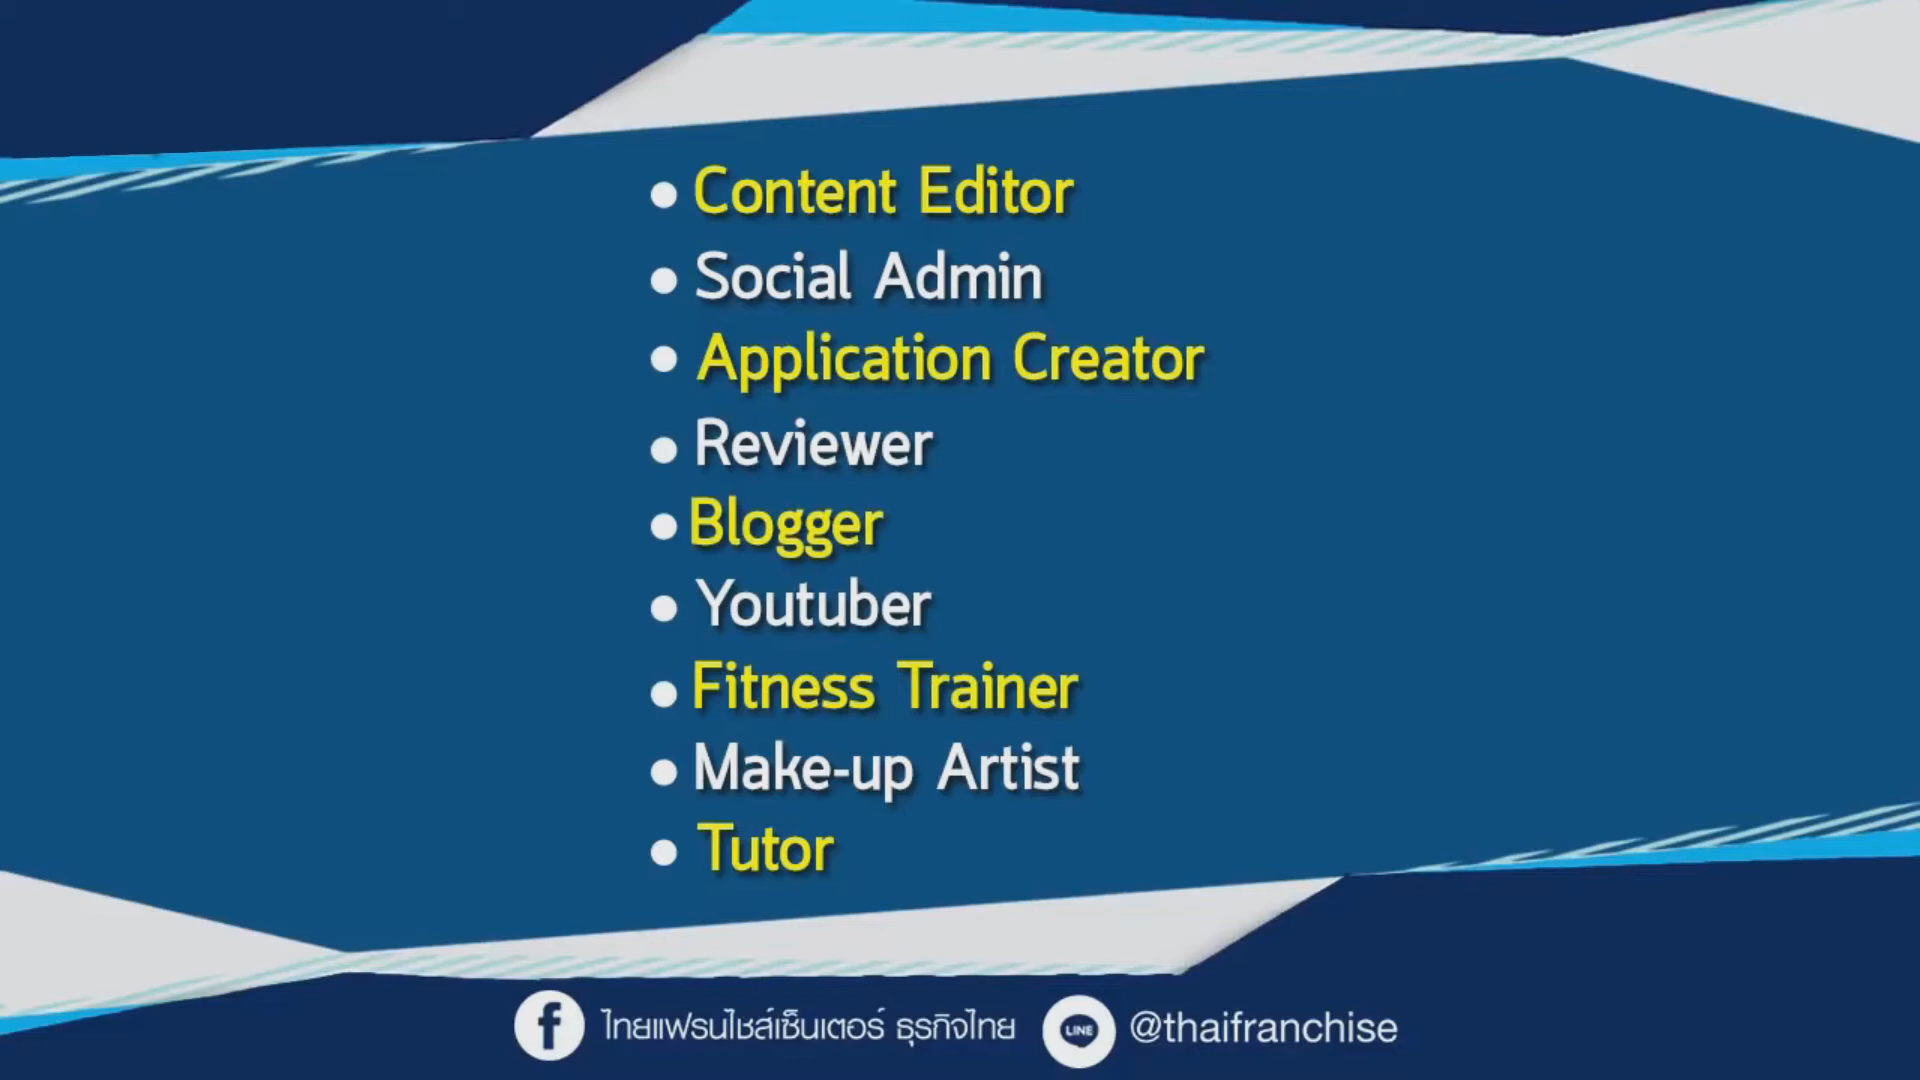 • Content Editor
• Social Admin
• Application Creator
• Reviewer
• Blogger
• Youtuber
• Fitness Trainer
• Make-up Artist
• Tutor
f ไทยแฟรนไชส์เซ็นเตอร์ ธุรกิจไทย LINE @thaifranchise